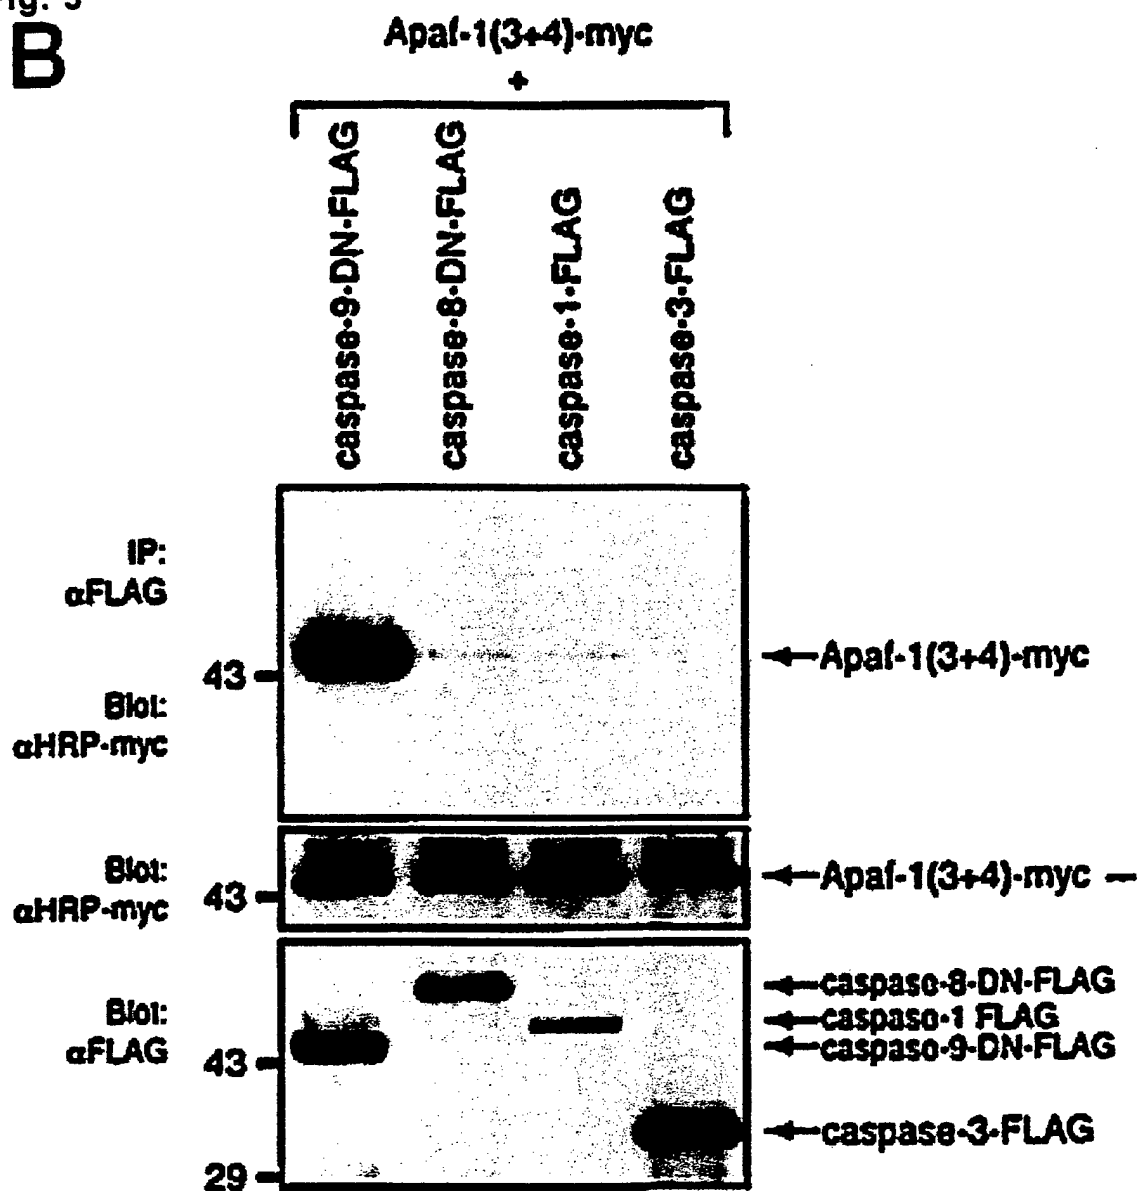 Fig. 3
B
Apaf-1(3+4)-myc
+
caspase-9-DN-FLAG
caspase-8-DN-FLAG
caspase-1-FLAG
caspase-3-FLAG
IP:
αFLAG
43
Apaf-1(3+4)-myc
Blot:
αHRP-myc
Blot:
αHRP-myc
43
Apaf-1(3+4)-myc
caspase-8-DN-FLAG
Blot:
caspase-1 FLAG
αFLAG
caspase-9-DN-FLAG
43
caspase-3-FLAG
29